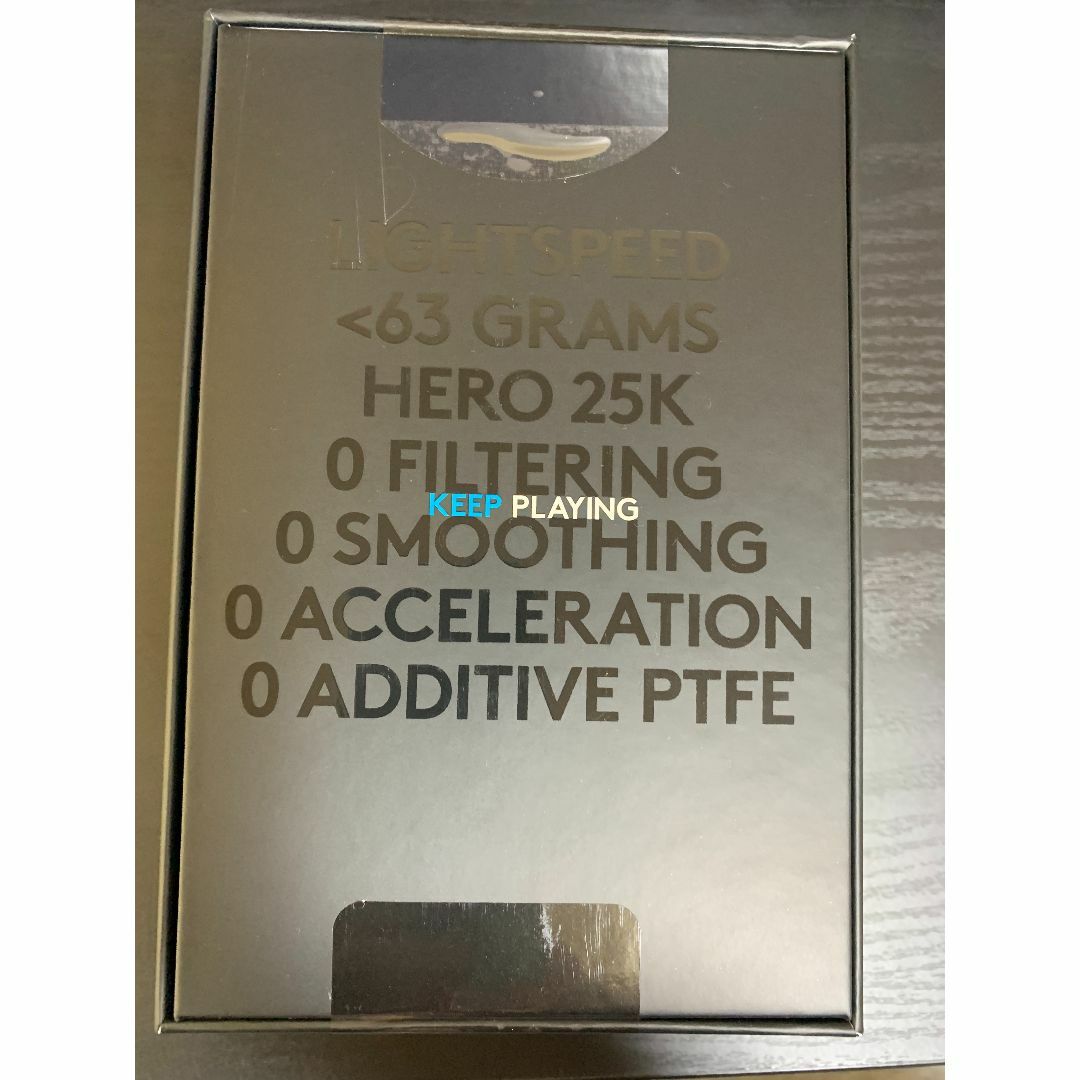 LIGHTSPEED
<63 GRAMS
HERO 25K
0 FILTERING
KEEP PLAYING
0 SMOOTHING
0 ACCELERATION
0 ADDITIVE PTFE